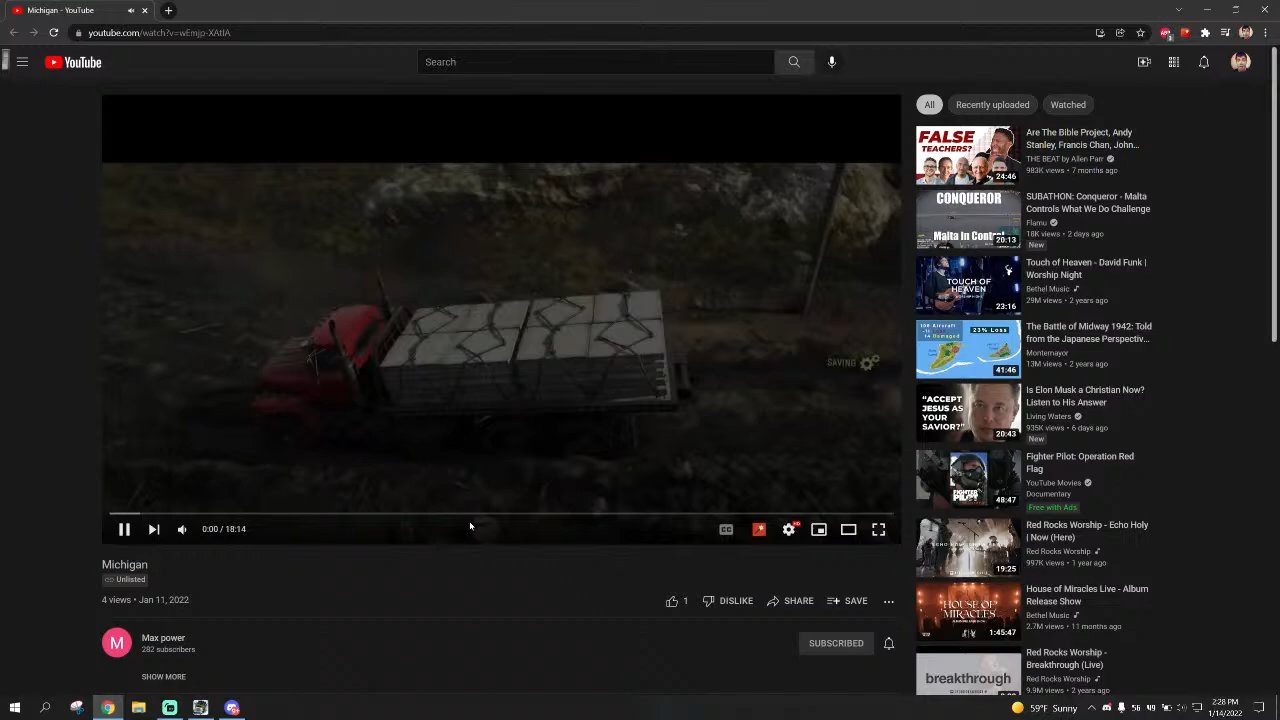 Michigan - YouTube
youtube.com/watch?v=wEmjp-XAtIA
YouTube
Search
All
Recently uploaded
Watched
FALSE
TEACHERS?
24:46
Are The Bible Project, Andy
Stanley, Francis Chan, John...
THE BEAT by Allen Parr
983K views • 7 months ago
CONQUEROR
Malta In Control
20:13
SUBATHON: Conqueror - Malta
Controls What We Do Challenge
Flamu
18K views • 2 days ago
New
TOUCH OF
HEAVEN
23:16
Touch of Heaven - David Funk |
Worship Night
Bethel Music
29M views • 2 years ago
108 Aircraft
23% Loss
14 Damaged
41:46
The Battle of Midway 1942: Told
from the Japanese Perspectiv...
Montemayor
13M views • 2 years ago
"ACCEPT
JESUS AS
YOUR
SAVIOR?"
20:43
Is Elon Musk a Christian Now?
Listen to His Answer
Living Waters
935K views • 6 days ago
New
FIGHTER
PILOT
48:47
Fighter Pilot: Operation Red
Flag
YouTube Movies
Documentary
Free with Ads
19:25
Red Rocks Worship - Echo Holy
| Now (Here)
Red Rocks Worship
997K views • 1 year ago
HOUSE OF
MIRACLES
1:45:47
House of Miracles Live - Album
Release Show
Bethel Music
2.7M views • 11 months ago
breakthrough
Red Rocks Worship -
Breakthrough (Live)
Red Rocks Worship
9.9M views • 2 years ago
SAVING
0:00 / 18:14
CC
HD
Michigan
Unlisted
4 views • Jan 11, 2022
1
DISLIKE
SHARE
SAVE
M
Max power
282 subscribers
SUBSCRIBED
SHOW MORE
59°F Sunny
56
2:28 PM
1/14/2022